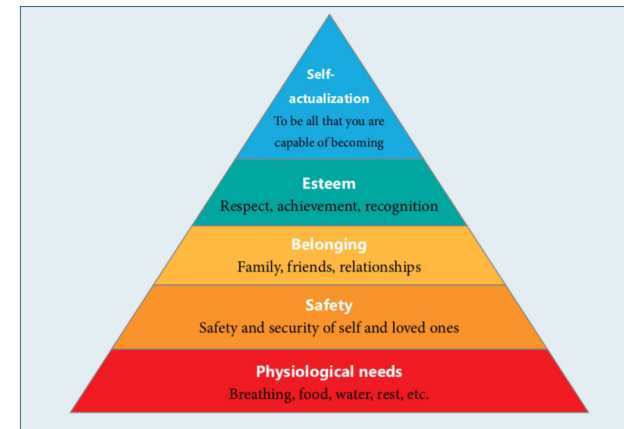 Self-
actualization
To be all that you are
capable of becoming
Esteem
Respect, achievement, recognition
Belonging
Family, friends, relationships
Safety
Safety and security of self and loved ones
Physiological needs
Breathing, food, water, rest, etc.